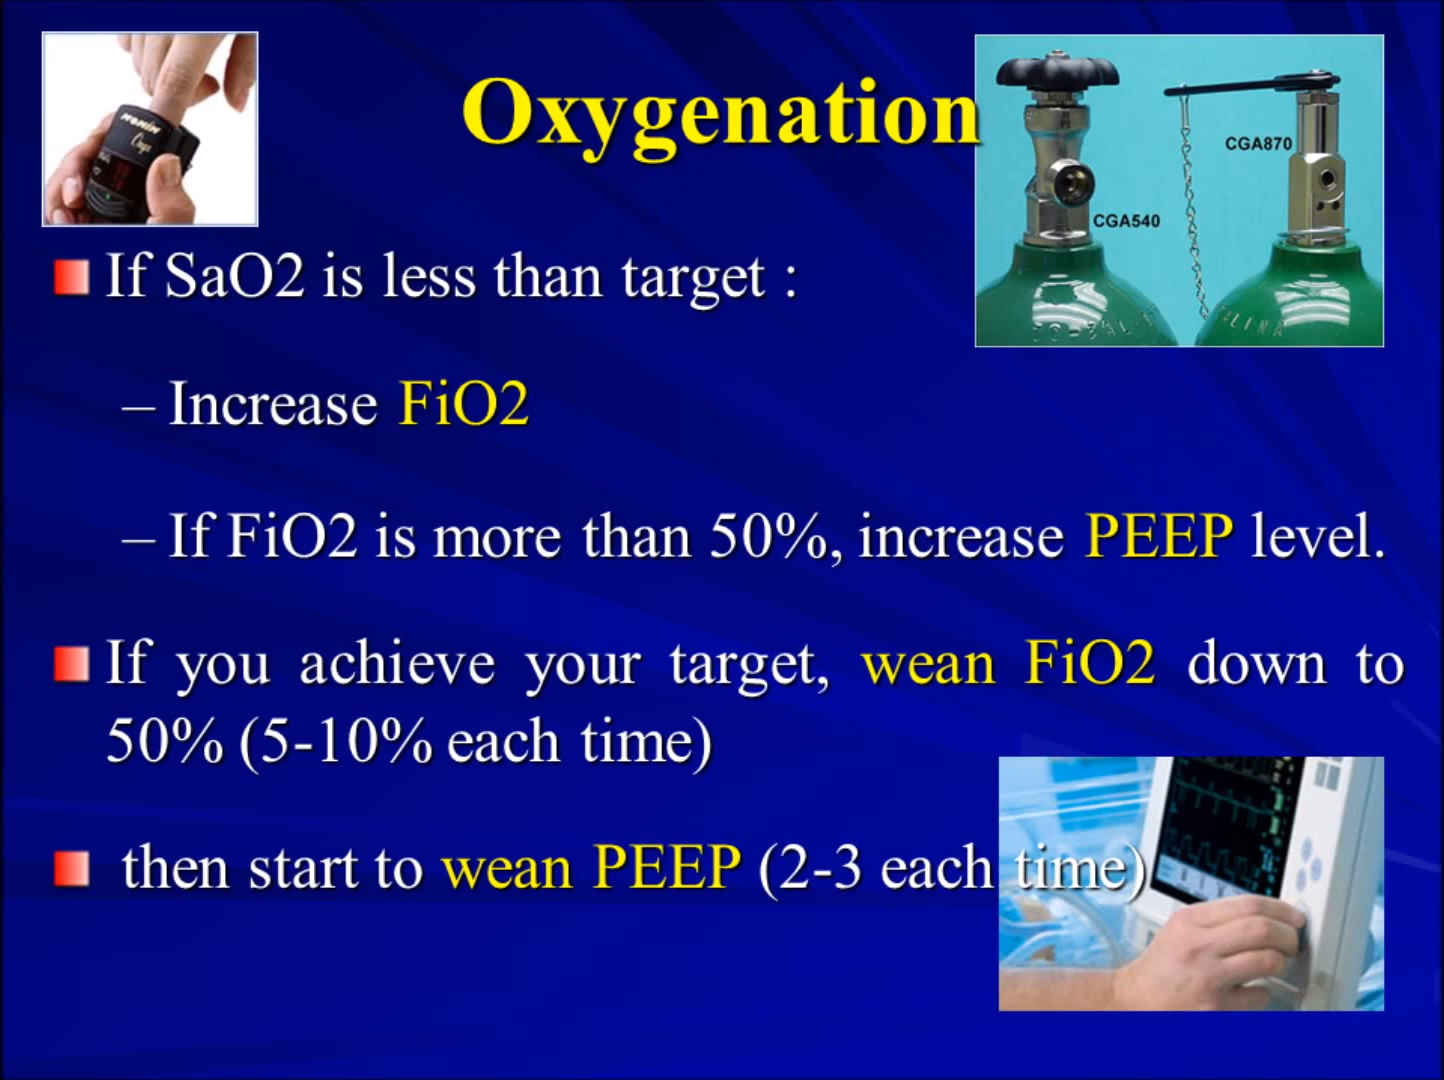 Oxygenation
NONIN
Onyx
CGA870
CGA540
If SaO2 is less than target :
– Increase FiO2
– If FiO2 is more than 50%, increase PEEP level.
If you achieve your target, wean FiO2 down to
50% (5-10% each time)
then start to wean PEEP (2-3 each time)